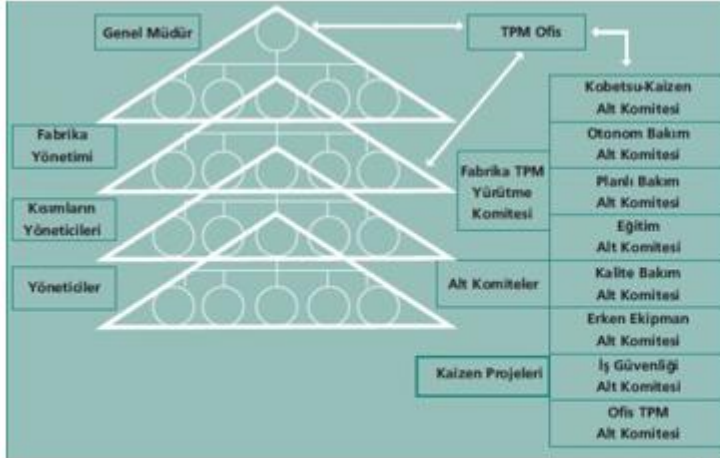 Genel Müdür
TPM Ofis
Kobetsu-Kaizen
Alt Komitesi
Fabrika
Yönetimi
Otonom Bakım
Alt Komitesi
Fabrika TPM
Yürütme
Komitesi
Planlı Bakım
Alt Komitesi
Kısımların
Yöneticileri
Eğitim
Alt Komitesi
Yöneticiler
Alt Komiteler
Kalite Bakım
Alt Komitesi
Erken Ekipman
Alt Komitesi
Kaizen Projeleri
İş Güvenliği
Alt Komitesi
Ofis TPM
Alt Komitesi